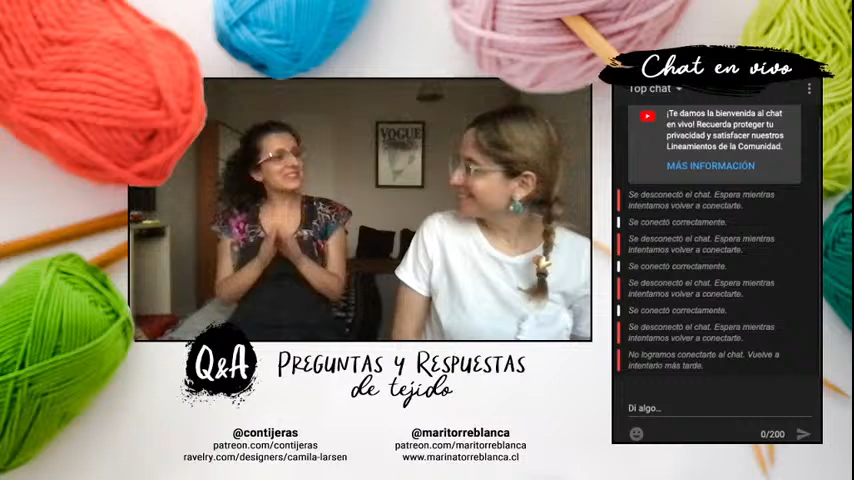 Chat en vivo
Top chat
¡Te damos la bienvenida al chat
en vivo! Recuerda proteger tu
privacidad y satisfacer nuestros
Lineamientos de la Comunidad.
MÁS INFORMACIÓN
Se desconectó el chat. Espera mientras
intentamos volver a conectarte.
Se conectó correctamente.
Se desconectó el chat. Espera mientras
intentamos volver a conectarte.
Se conectó correctamente.
Se desconectó el chat. Espera mientras
intentamos volver a conectarte.
Se conectó correctamente.
Se desconectó el chat. Espera mientras
intentamos volver a conectarte.
No logramos conectarte al chat. Vuelve a
intentarlo más tarde.
Di algo...
0/200
VOGUE
Q&A
PREGUNTAS Y RESPUESTAS
de tejido
@contijeras
patreon.com/contijeras
ravelry.com/designers/camila-larsen
@maritorreblanca
patreon.com/maritorreblanca
www.marinatorreblanca.cl